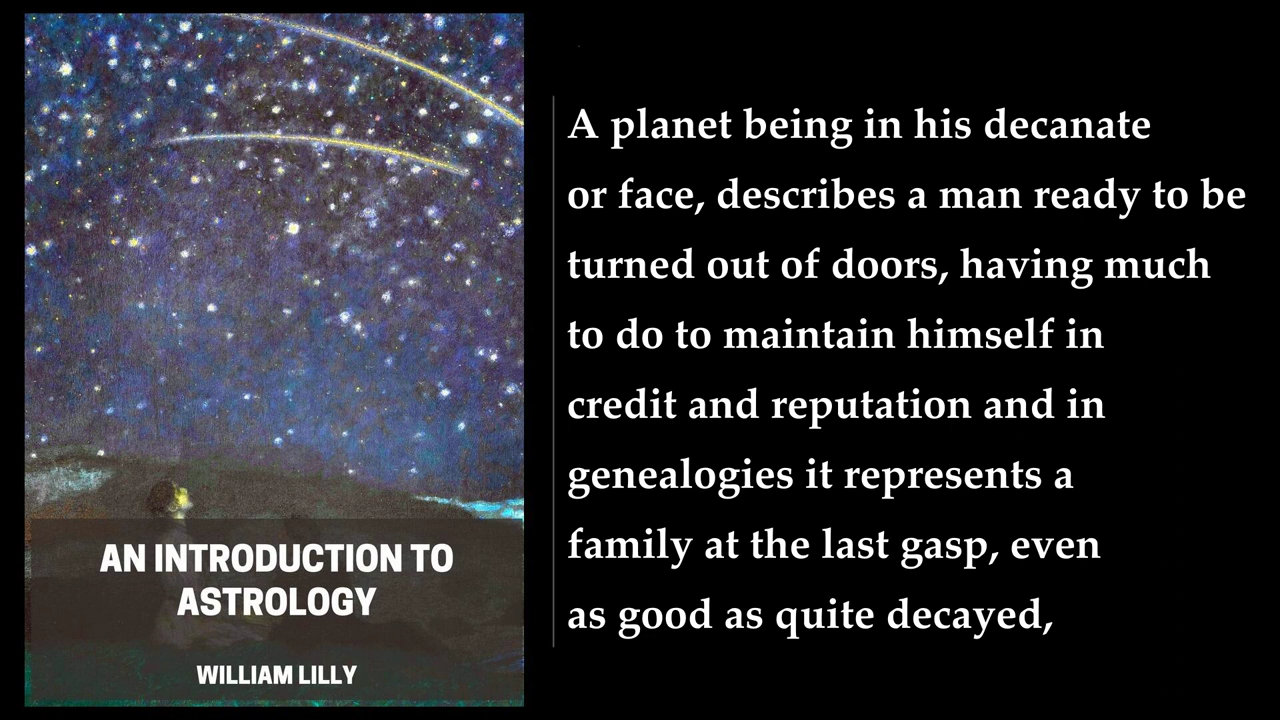 AN INTRODUCTION TO
ASTROLOGY
WILLIAM LILLY
A planet being in his decanate
or face, describes a man ready to be
turned out of doors, having much
to do to maintain himself in
credit and reputation and in
genealogies it represents a
family at the last gasp, even
as good as quite decayed,